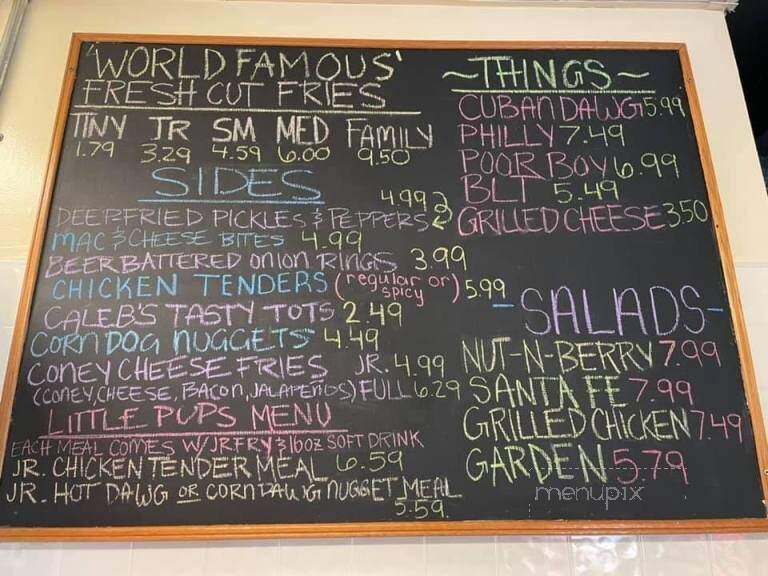 'WORLD FAMOUS'
FRESH CUT FRIES
TINY JR SM MED FAMILY
1.79 3.29 4.59 6.00 9.50
SIDES
4.99
DEEP FRIED PICKLES & PEPPERS
MAC & CHEESE BITES 4.99
BEER BATTERED ONION RINGS 3.99
CHICKEN TENDERS (regular or spicy) 5.99
CALEB'S TASTY TOTS 2.49
CORN DOG NUGGETS 4.49
CONEY CHEESE FRIES JR. 4.99
(CONEY, CHEESE, BACON, JALAPEÑOS) FULL 6.29
LITTLE PUPS MENU
EACH MEAL COMES W/ JR FRY & 16oz SOFT DRINK
JR. CHICKEN TENDER MEAL 6.59
JR. HOT DAWG OR CORN DAWG NUGGET MEAL
5.59
~THINGS~
CUBAN DAWG 5.99
PHILLY 7.49
POOR BOY 6.99
BLT 5.49
GRILLED CHEESE 3.50
-SALADS-
NUT-N-BERRY 7.99
SANTA FE 7.99
GRILLED CHICKEN 7.49
GARDEN 5.79
menupix